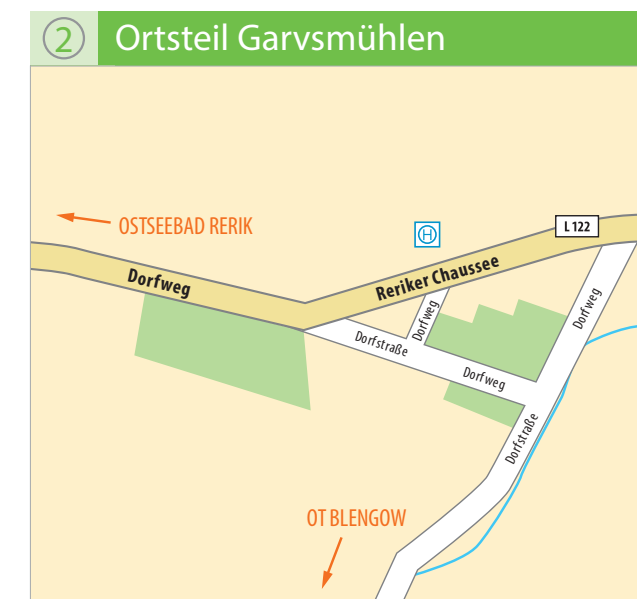 2
Ortsteil Garvsmühlen
OSTSEEBAD RERIK
H
L 122
Dorfweg
Reriker Chaussee
Dorfweg
Dorfweg
Dorfstraße
Dorfweg
Dorfstraße
OT BLENGOW